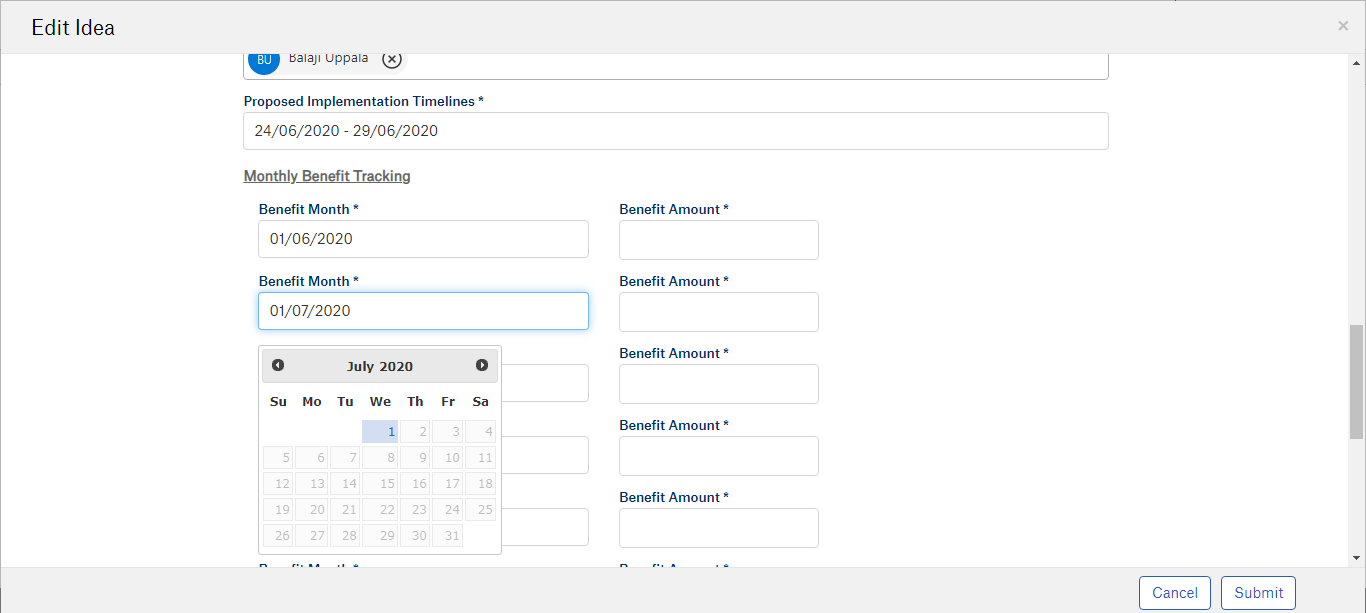 Edit Idea
×
BU Balaji Uppala
Proposed Implementation Timelines *
24/06/2020 - 29/06/2020
Monthly Benefit Tracking
Benefit Month * Benefit Amount *
01/06/2020
Benefit Month * Benefit Amount *
01/07/2020
Benefit Amount *
July 2020
Su Mo Tu We Th Fr Sa
1 2 3 4
5 6 7 8 9 10 11
12 13 14 15 16 17 18
19 20 21 22 23 24 25
26 27 28 29 30 31
Benefit Amount *
Benefit Amount *
Benefit Month * Benefit Amount *
Cancel Submit